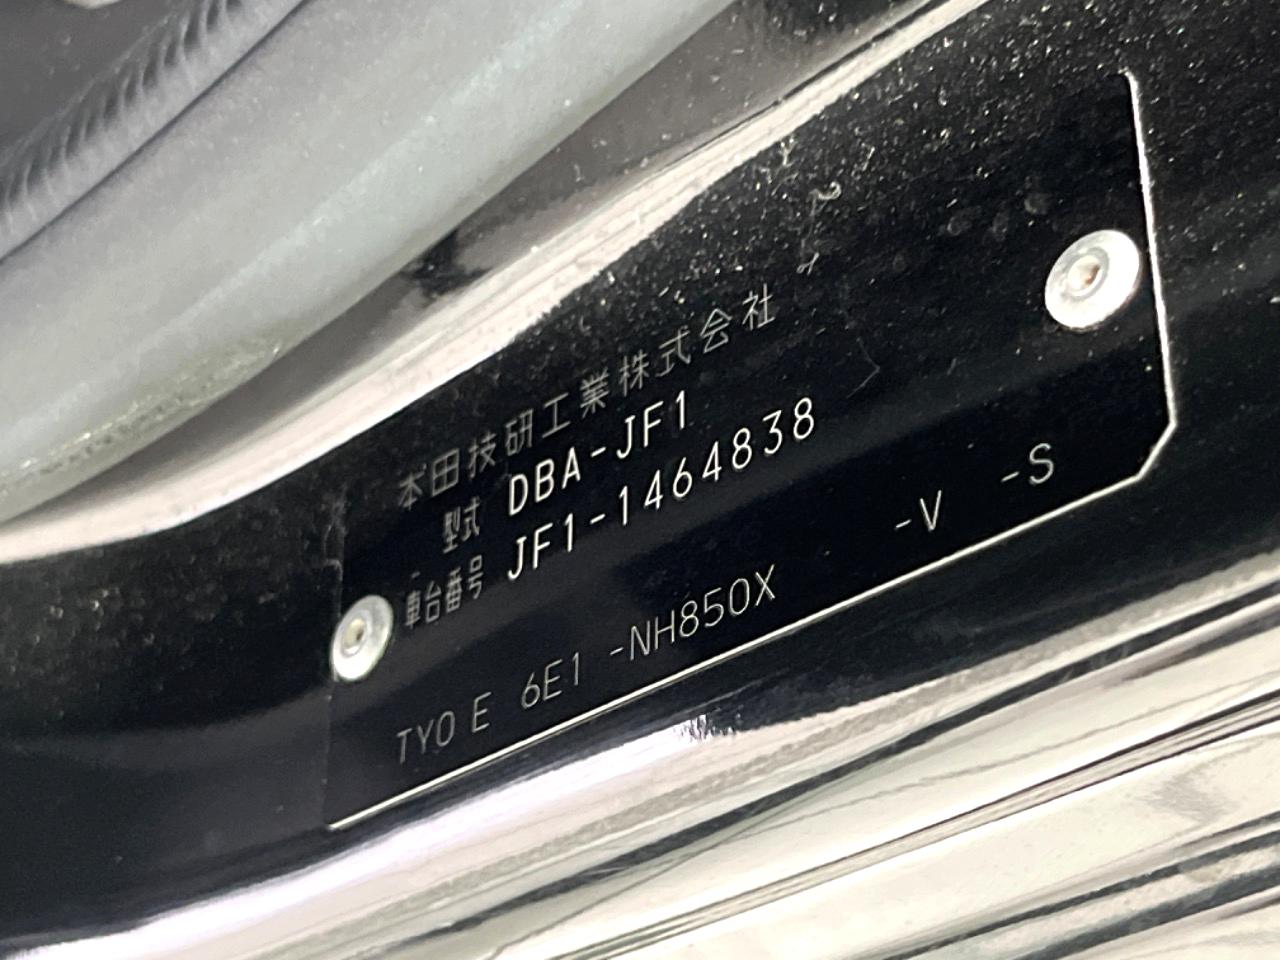 本田技研工業株式会社
型式 DBA-JF1
車台番号 JF1-1464838
TYO E 6E1 -NH850X -V -S